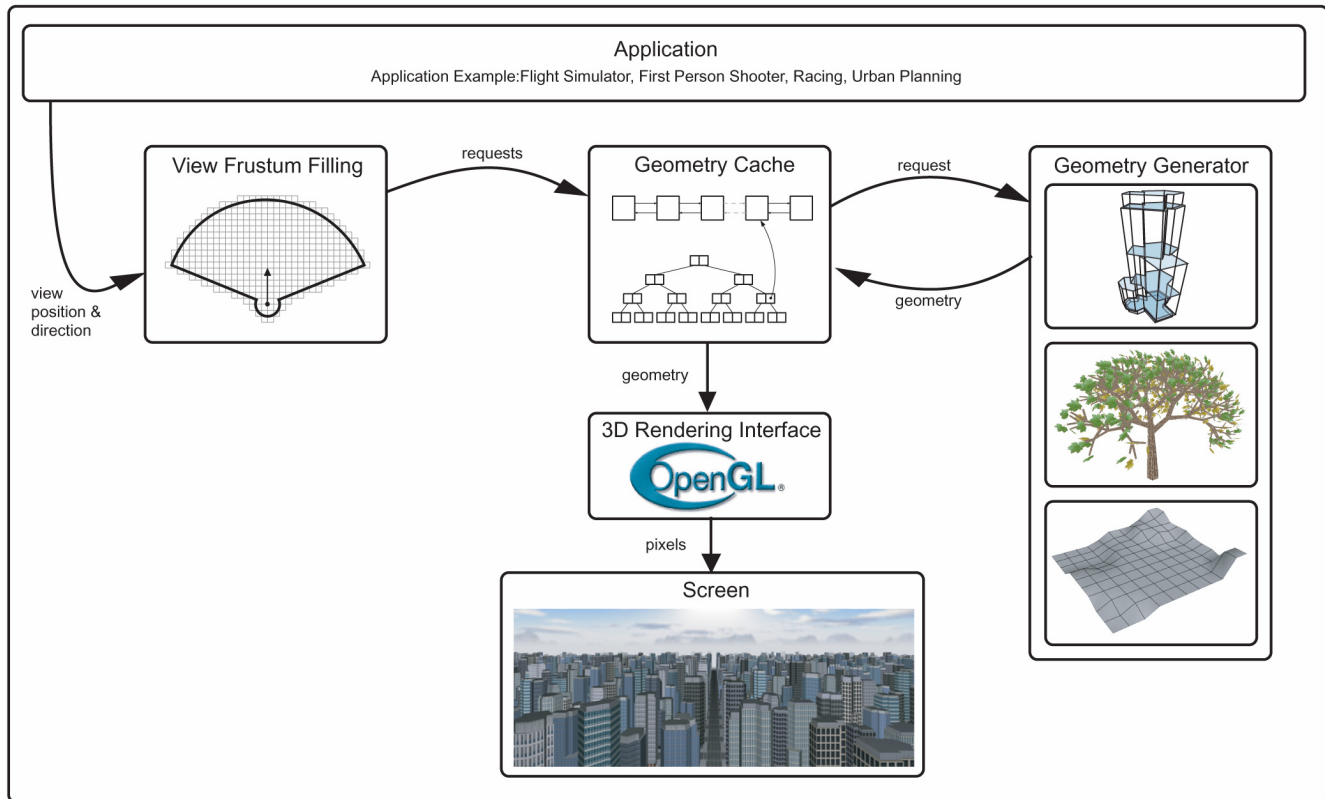 Application
Application Example:Flight Simulator, First Person Shooter, Racing, Urban Planning
View Frustum Filling
requests
Geometry Cache
request
Geometry Generator
view
position &
direction
geometry
geometry
3D Rendering Interface
OpenGL®
pixels
Screen